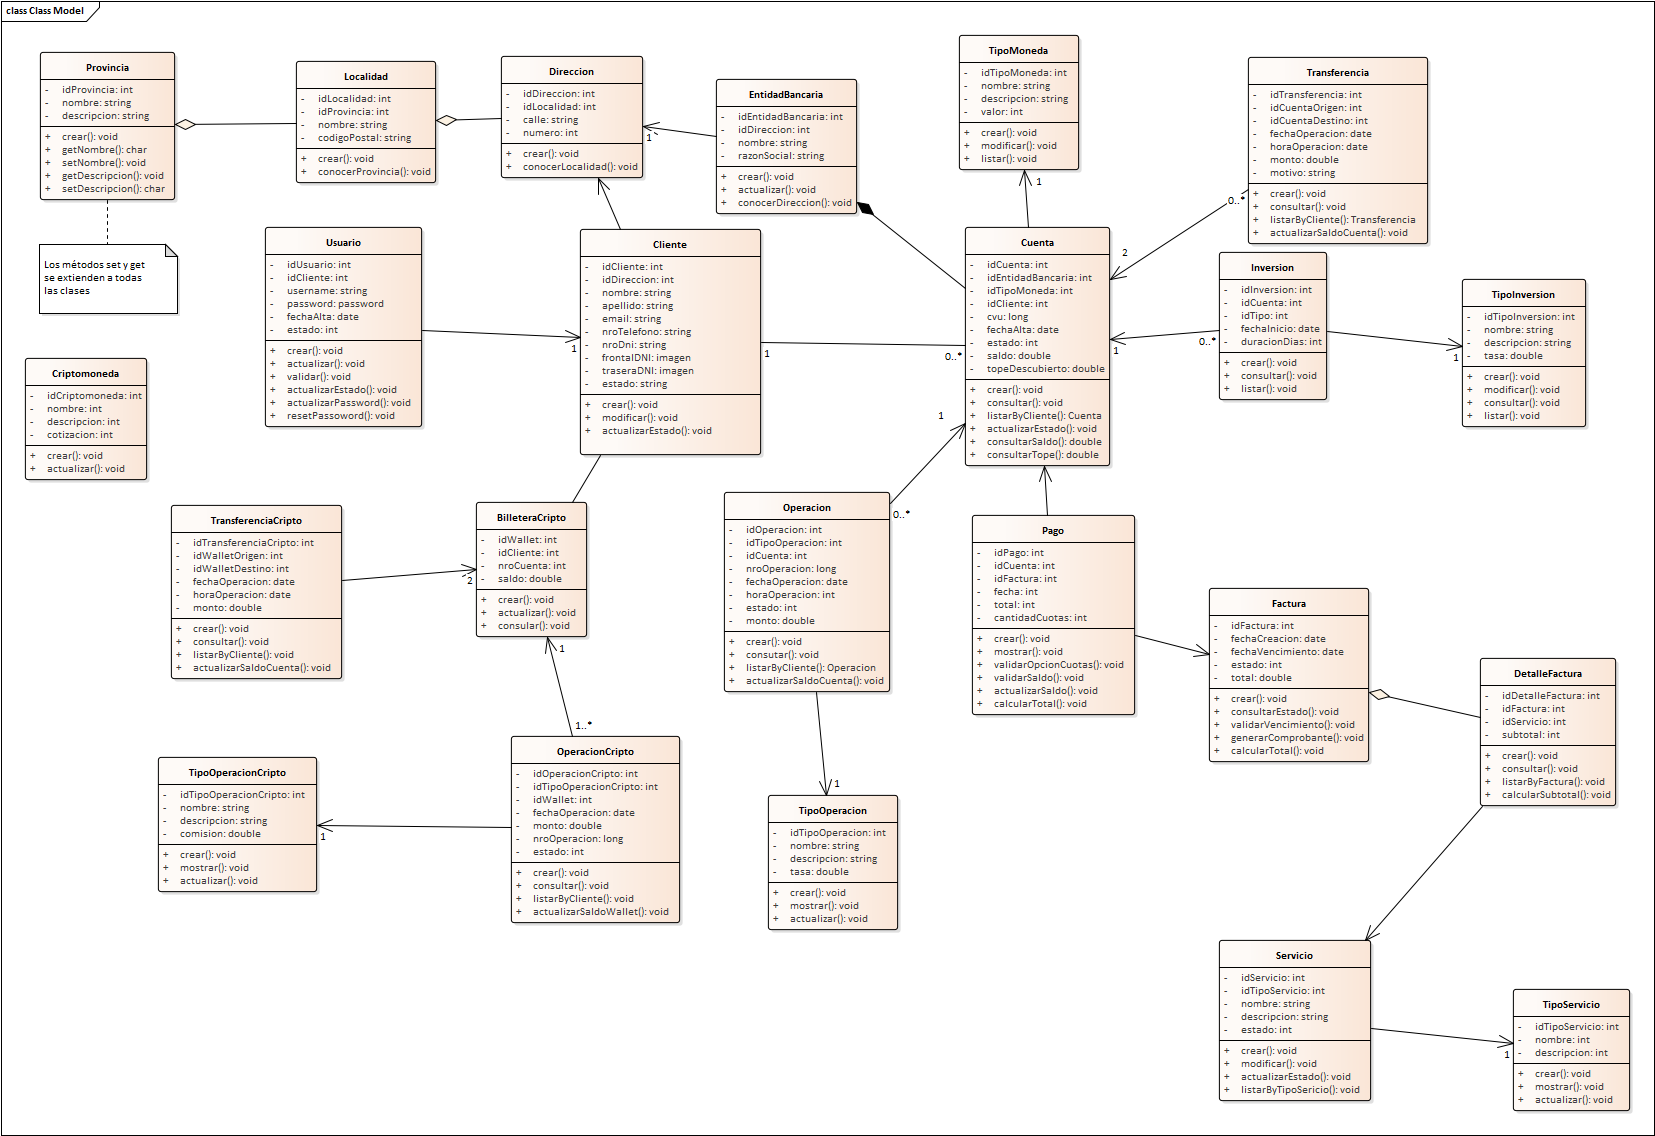 class Class Model
Provincia
- idProvincia: int
- nombre: string
- descripcion: string
+ crear(): void
+ getNombre(): char
+ setNombre(): void
+ getDescripcion(): void
+ setDescripcion(): char
Los métodos set y get
se extienden a todas
las clases
Localidad
- idLocalidad: int
- idProvincia: int
- nombre: string
- codigoPostal: string
+ crear(): void
+ conocerProvincia(): void
Direccion
- idDireccion: int
- idLocalidad: int
- calle: string
- numero: int
+ crear(): void
+ conocerLocalidad(): void
1
EntidadBancaria
- idEntidadBancaria: int
- idDireccion: int
- nombre: string
- razonSocial: string
+ crear(): void
+ actualizar(): void
+ conocerDireccion(): void
TipoMoneda
- idTipoMoneda: int
- nombre: string
- descripcion: string
- valor: int
+ crear(): void
+ modificar(): void
+ listar(): void
1
Transferencia
- idTransferencia: int
- idCuentaOrigen: int
- idCuentaDestino: int
- fechaOperacion: date
- horaOperacion: date
- monto: double
- motivo: string
+ crear(): void
+ consultar(): void
+ listarByCliente(): Transferencia
+ actualizarSaldoCuenta(): void
0..*
2
Usuario
- idUsuario: int
- idCliente: int
- username: string
- password: password
- fechaAlta: date
- estado: int
+ crear(): void
+ actualizar(): void
+ validar(): void
+ actualizarEstado(): void
+ actualizarPassword(): void
+ resetPassoword(): void
1
Cliente
- idCliente: int
- idDireccion: int
- nombre: string
- apellido: string
- email: string
- nroTelefono: string
- nroDni: string
- frontalDNI: imagen
- traseraDNI: imagen
- estado: string
+ crear(): void
+ modificar(): void
+ actualizarEstado(): void
1
0..*
Cuenta
- idCuenta: int
- idEntidadBancaria: int
- idTipoMoneda: int
- idCliente: int
- cvu: long
- fechaAlta: date
- estado: int
- saldo: double
- topeDescubierto: double
+ crear(): void
+ consultar(): void
+ listarByCliente(): Cuenta
+ actualizarEstado(): void
+ consultarSaldo(): double
+ consultarTope(): double
1
0..*
Inversion
- idInversion: int
- idCuenta: int
- idTipo: int
- fechaInicio: date
- duracionDias: int
+ crear(): void
+ consultar(): void
+ listar(): void
1
TipoInversion
- idTipoInversion: int
- nombre: string
- descripcion: string
- tasa: double
+ crear(): void
+ modificar(): void
+ consultar(): void
+ listar(): void
Criptomoneda
- idCriptomoneda: int
- nombre: int
- descripcion: int
- cotizacion: int
+ crear(): void
+ actualizar(): void
TransferenciaCripto
- idTransferenciaCripto: int
- idWalletOrigen: int
- idWalletDestino: int
- fechaOperacion: date
- horaOperacion: date
- monto: double
+ crear(): void
+ consultar(): void
+ listarByCliente(): void
+ actualizarSaldoCuenta(): void
2
BilleteraCripto
- idWallet: int
- idCliente: int
- nroCuenta: int
- saldo: double
+ crear(): void
+ actualizar(): void
+ consular(): void
1
1..*
1
0..*
Operacion
- idOperacion: int
- idTipoOperacion: int
- idCuenta: int
- nroOperacion: long
- fechaOperacion: date
- horaOperacion: int
- estado: int
- monto: double
+ crear(): void
+ consutar(): void
+ listarByCliente(): Operacion
+ actualizarSaldoCuenta(): void
1
Pago
- idPago: int
- idCuenta: int
- idFactura: int
- fecha: int
- total: int
- cantidadCuotas: int
+ crear(): void
+ mostrar(): void
+ validarOpcionCuotas(): void
+ validarSaldo(): void
+ actualizarSaldo(): void
+ calcularTotal(): void
Factura
- idFactura: int
- fechaCreacion: date
- fechaVencimiento: date
- estado: int
- total: double
+ crear(): void
+ consultarEstado(): void
+ validarVencimiento(): void
+ generarComprobante(): void
+ calcularTotal(): void
DetalleFactura
- idDetalleFactura: int
- idFactura: int
- idServicio: int
- subtotal: int
+ crear(): void
+ consultar(): void
+ listarByFactura(): void
+ calcularSubtotal(): void
TipoOperacionCripto
- idTipoOperacionCripto: int
- nombre: string
- descripcion: string
- comision: double
+ crear(): void
+ mostrar(): void
+ actualizar(): void
1
OperacionCripto
- idOperacionCripto: int
- idTipoOperacionCripto: int
- idWallet: int
- fechaOperacion: date
- monto: double
- nroOperacion: long
- estado: int
+ crear(): void
+ consultar(): void
+ listarByCliente(): void
+ actualizarSaldoWallet(): void
TipoOperacion
- idTipoOperacion: int
- nombre: string
- descripcion: string
- tasa: double
+ crear(): void
+ mostrar(): void
+ actualizar(): void
Servicio
- idServicio: int
- idTipoServicio: int
- nombre: string
- descripcion: string
- estado: int
+ crear(): void
+ modificar(): void
+ actualizarEstado(): void
+ listarByTipoSericio(): void
1
TipoServicio
- idTipoServicio: int
- nombre: int
- descripcion: int
+ crear(): void
+ mostrar(): void
+ actualizar(): void